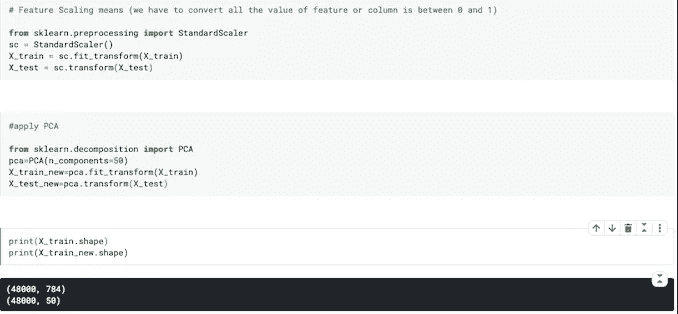 # Feature Scaling means (we have to convert all the value of feature or column is between 0 and 1)
from sklearn.preprocessing import StandardScaler
sc = StandardScaler()
X_train = sc.fit_transform(X_train)
X_test = sc.transform(X_test)
#apply PCA
from sklearn.decomposition import PCA
pca=PCA(n_components=50)
X_train_new=pca.fit_transform(X_train)
X_test_new=pca.transform(X_test)
print(X_train.shape)
print(X_train_new.shape)
(48000, 784)
(48000, 50)